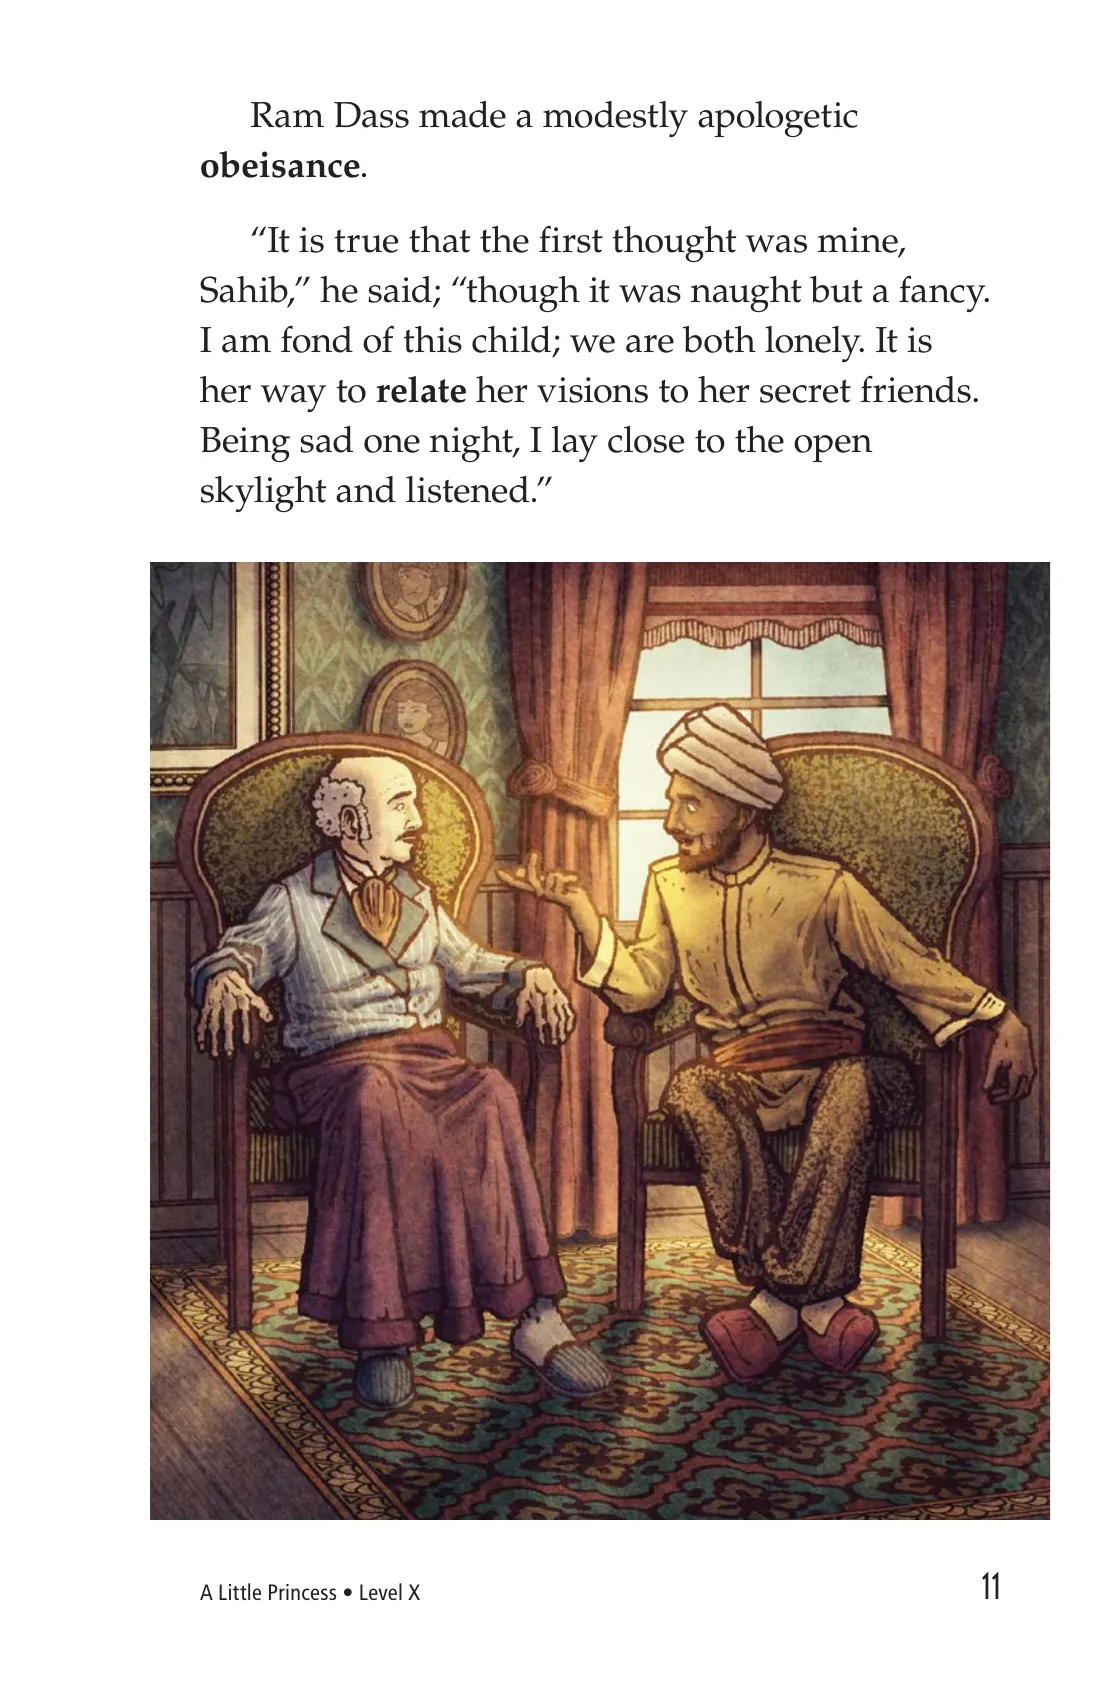 Ram Dass made a modestly apologetic
obeisance.
“It is true that the first thought was mine,
Sahib,” he said; “though it was naught but a fancy.
I am fond of this child; we are both lonely. It is
her way to relate her visions to her secret friends.
Being sad one night, I lay close to the open
skylight and listened.”
A Little Princess • Level X
11